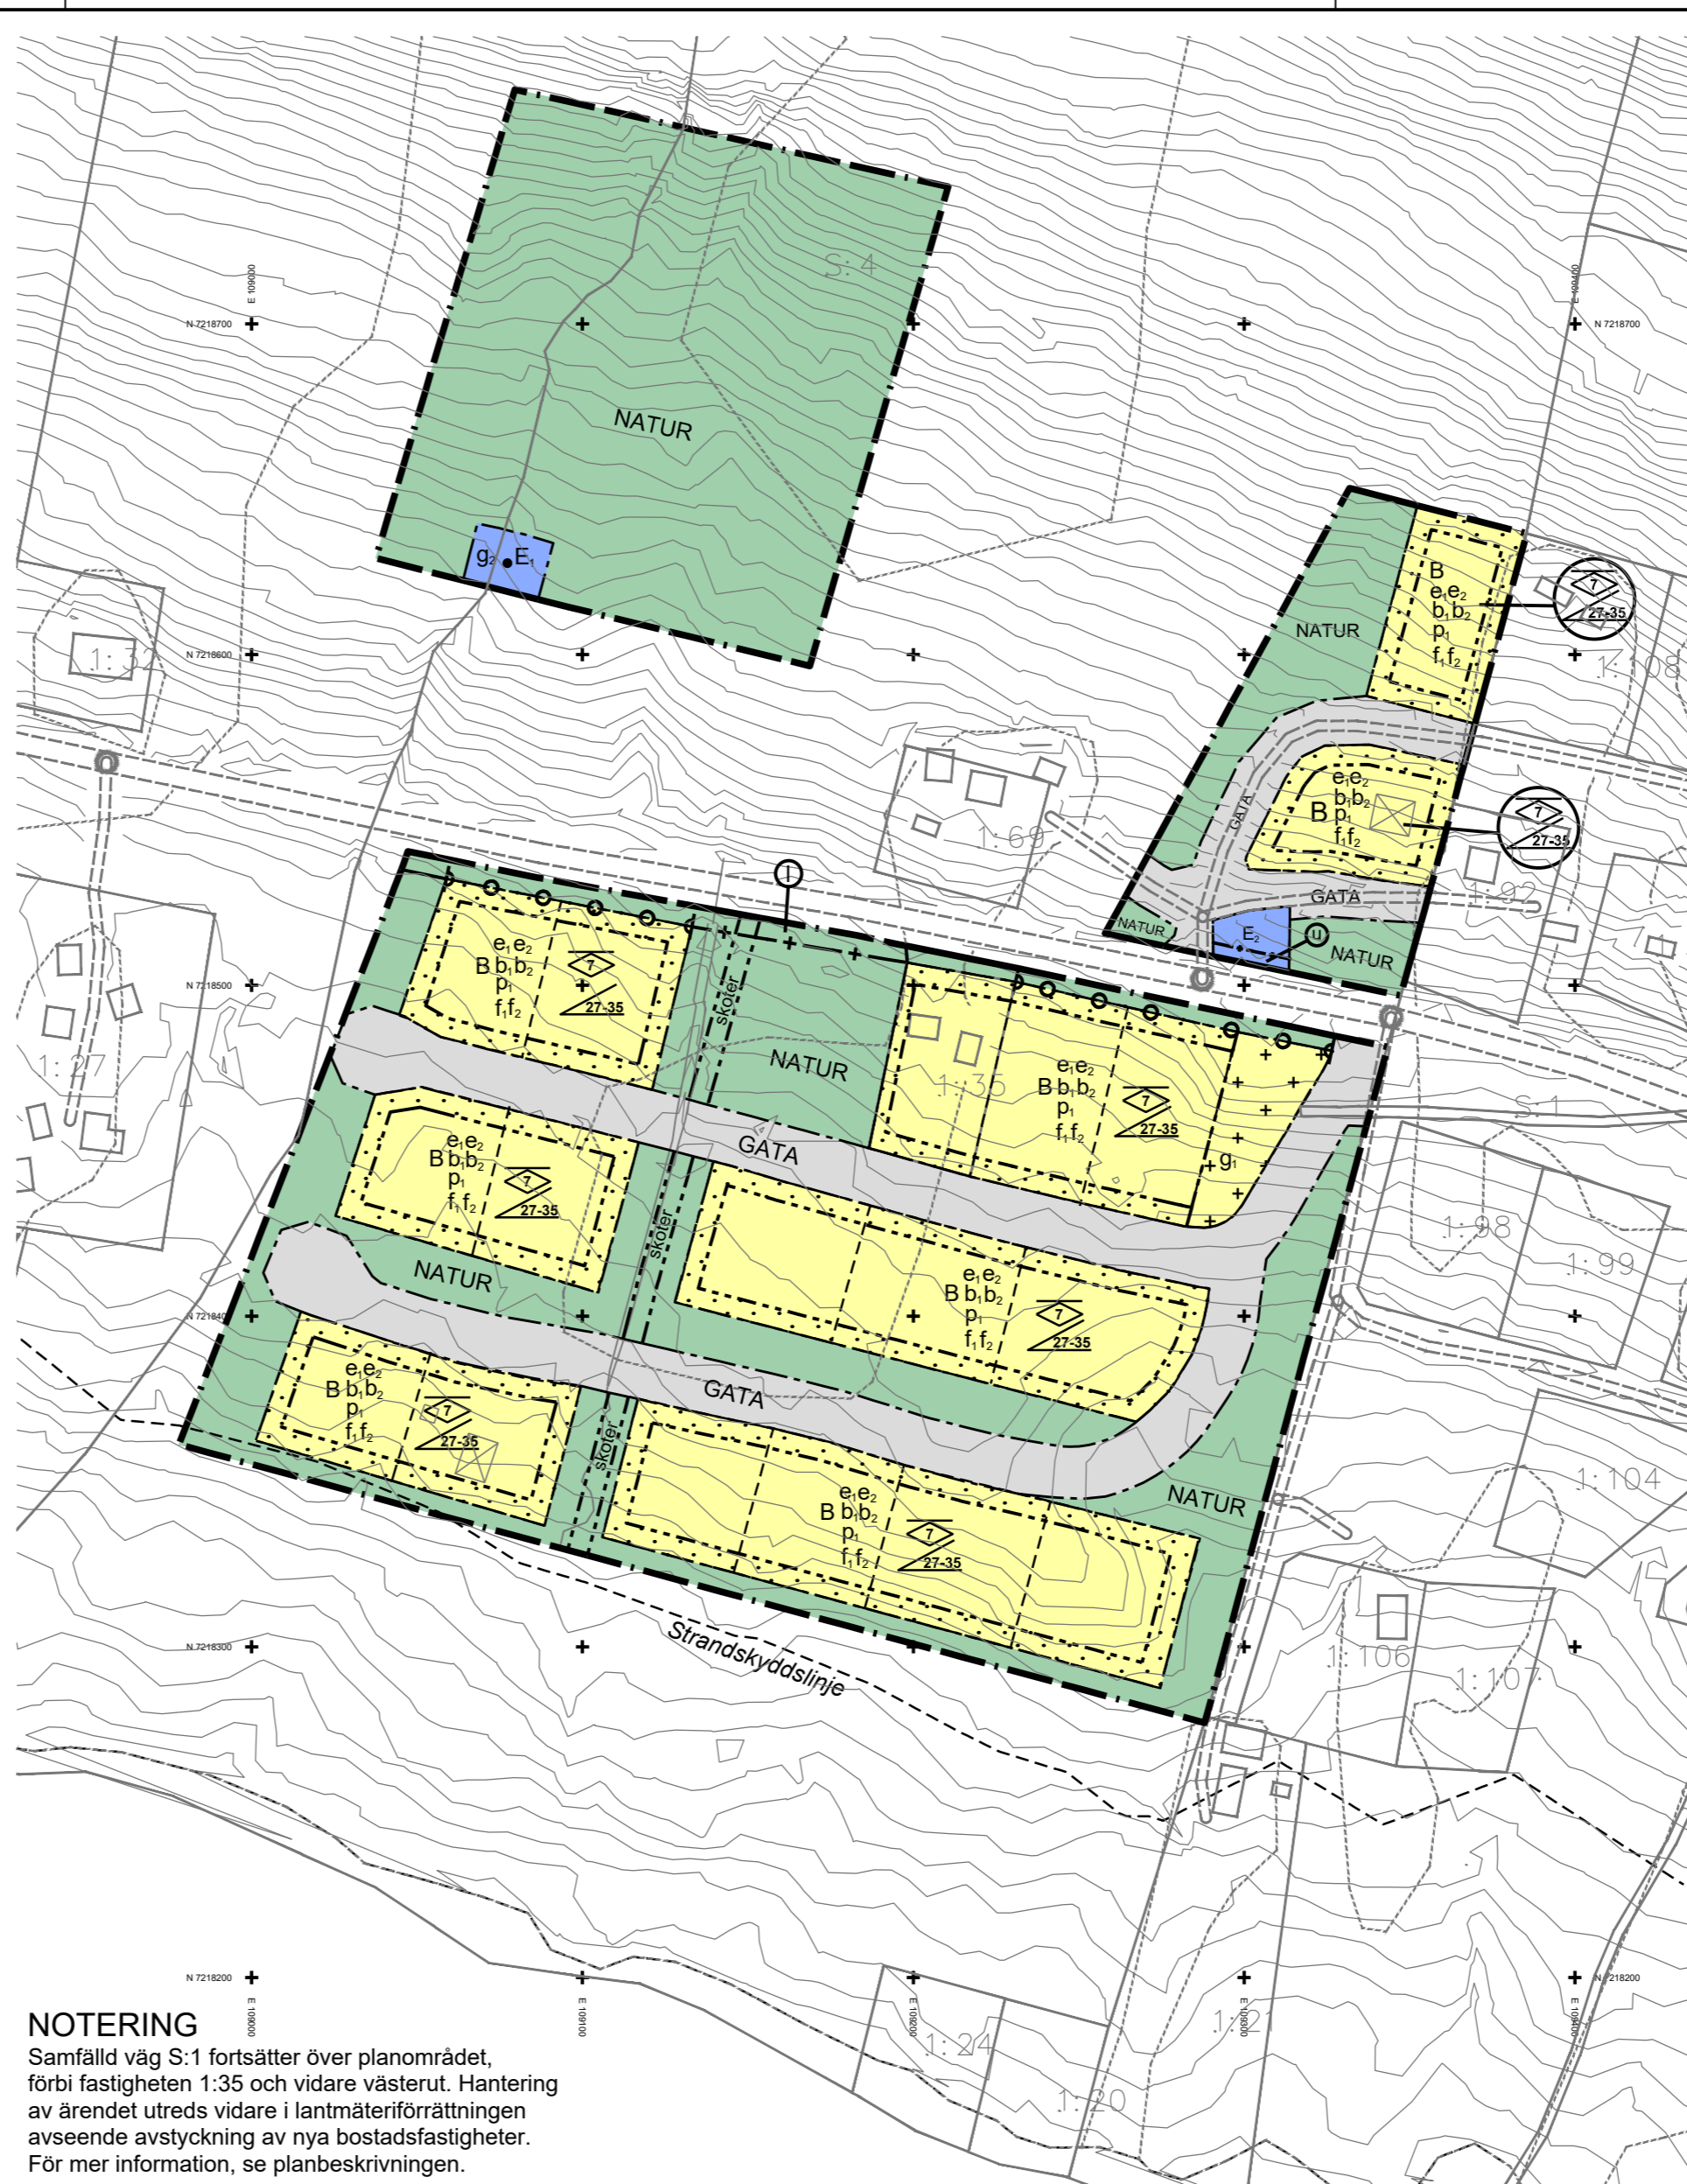 E 109000
E 109400
S: 4
N 7218700
N 7218700
NATUR
g2 E1
B
e1e2
b1b2
p1
f1f2
7
27-35
NATUR
1: 32
N 7218600
1: 108
e1e2
b1b2
B p1
f1f2
7
27-35
GATA
1: 69
GATA
1: 92
I
NATUR
E2
u
NATUR
e1e2
B b1b2
p1
f1f2
7
27-35
skoter
N 7218500
NATUR
1: 27
1: 35
e1e2
B b1b2
p1
f1f2
7
27-35
S: 1
GATA
g1
e1e2
B b1b2
p1
f1f2
7
27-35
skoter
1: 98
1: 99
NATUR
e1e2
B b1b2
p1
f1f2
7
27-35
N 721840
GATA
e1e2
B b1b2
p1
f1f2
7
27-35
skoter
NATUR
1: 104
e1e2
B b1b2
p1
f1f2
7
27-35
N 7218300
Strandskyddslinje
1: 106
1: 107
N 7218200
218200
E 109000
E 109100
E 109200
E 109300
E 109400
1: 24
1: 21
1: 20
NOTERING
Samfälld väg S:1 fortsätter över planområdet,
förbi fastigheten 1:35 och vidare västerut. Hantering
av ärendet utreds vidare i lantmäteriförrättningen
avseende avstyckning av nya bostadsfastigheter.
För mer information, se planbeskrivningen.